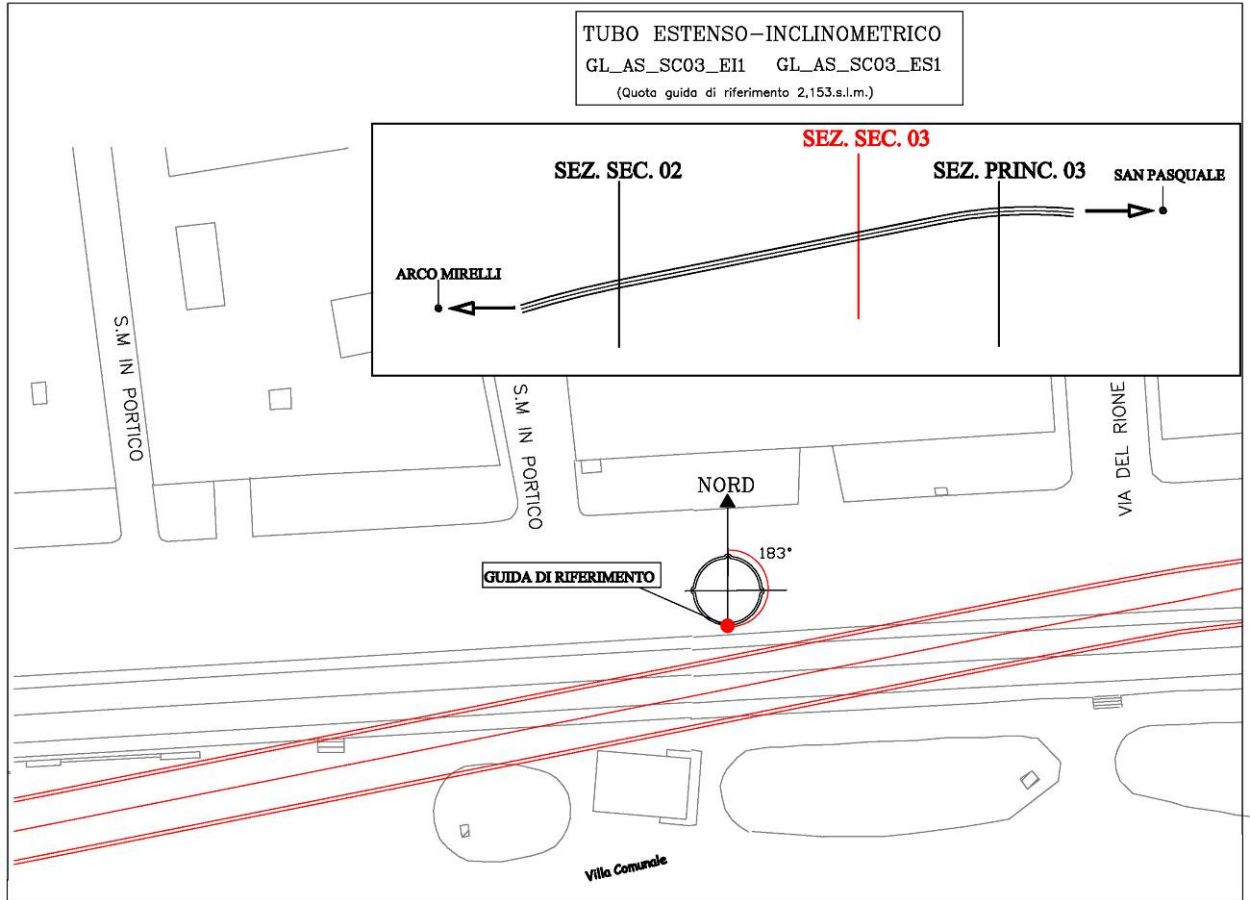 TUBO ESTENSO-INCLINOMETRICO
GL_AS_SC03_EI1 GL_AS_SC03_ES1
(Quota guida di riferimento 2,153.s.l.m.)
SEZ. SEC. 03
SEZ. SEC. 02
SEZ. PRINC. 03
SAN PASQUALE
ARCO MIRELLI
S.M IN PORTICO
S.M IN PORTICO
VIA DEL RIONE
NORD
183°
GUIDA DI RIFERIMENTO
Villa Comunale